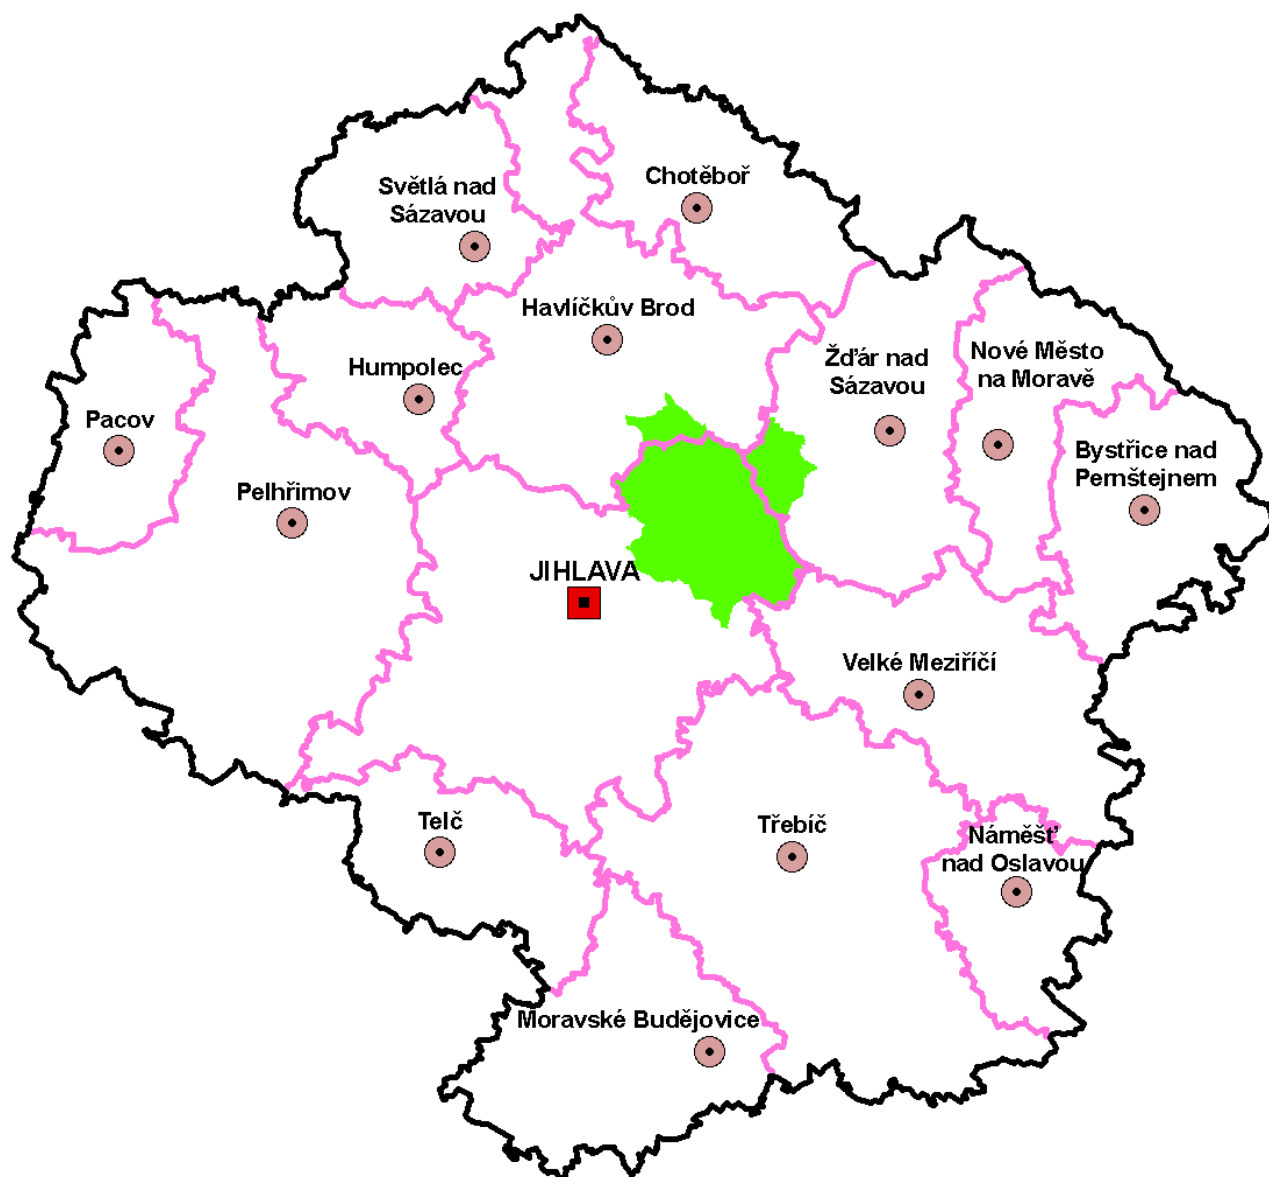 Chotěboř
Světlá nad
Sázavou
Havlíčkův Brod
Žďár nad
Sázavou
Nové Město
na Moravě
Humpolec
Pacov
Bystřice nad
Pernštejnem
Pelhřimov
JIHLAVA
Velké Meziříčí
Telč
Třebíč
Náměšť
nad Oslavou
Moravské Budějovice